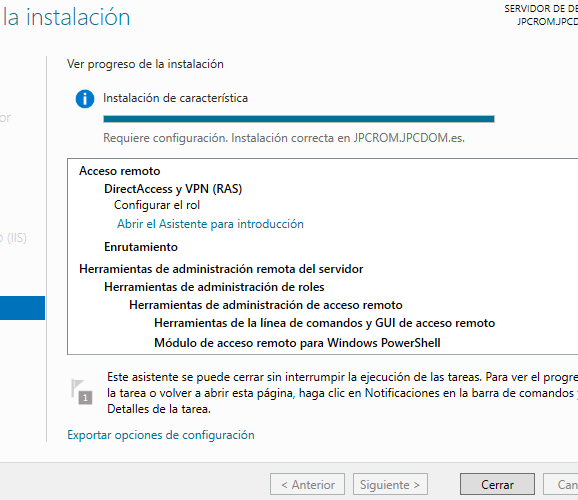 la instalación
SERVIDOR DE DE
JPCROM.JPCD
Ver progreso de la instalación
Instalación de característica
Requiere configuración. Instalación correcta en JPCROM.JPCDOM.es.
or
Acceso remoto
DirectAccess y VPN (RAS)
Configurar el rol
Abrir el Asistente para introducción
(IIS)
Enrutamiento
Herramientas de administración remota del servidor
Herramientas de administración de roles
Herramientas de administración de acceso remoto
Herramientas de la línea de comandos y GUI de acceso remoto
Módulo de acceso remoto para Windows PowerShell
1
Este asistente se puede cerrar sin interrumpir la ejecución de las tareas. Para ver el progre
la tarea o volver a abrir esta página, haga clic en Notificaciones en la barra de comandos y
Detalles de la tarea.
Exportar opciones de configuración
< Anterior
Siguiente >
Cerrar
Can